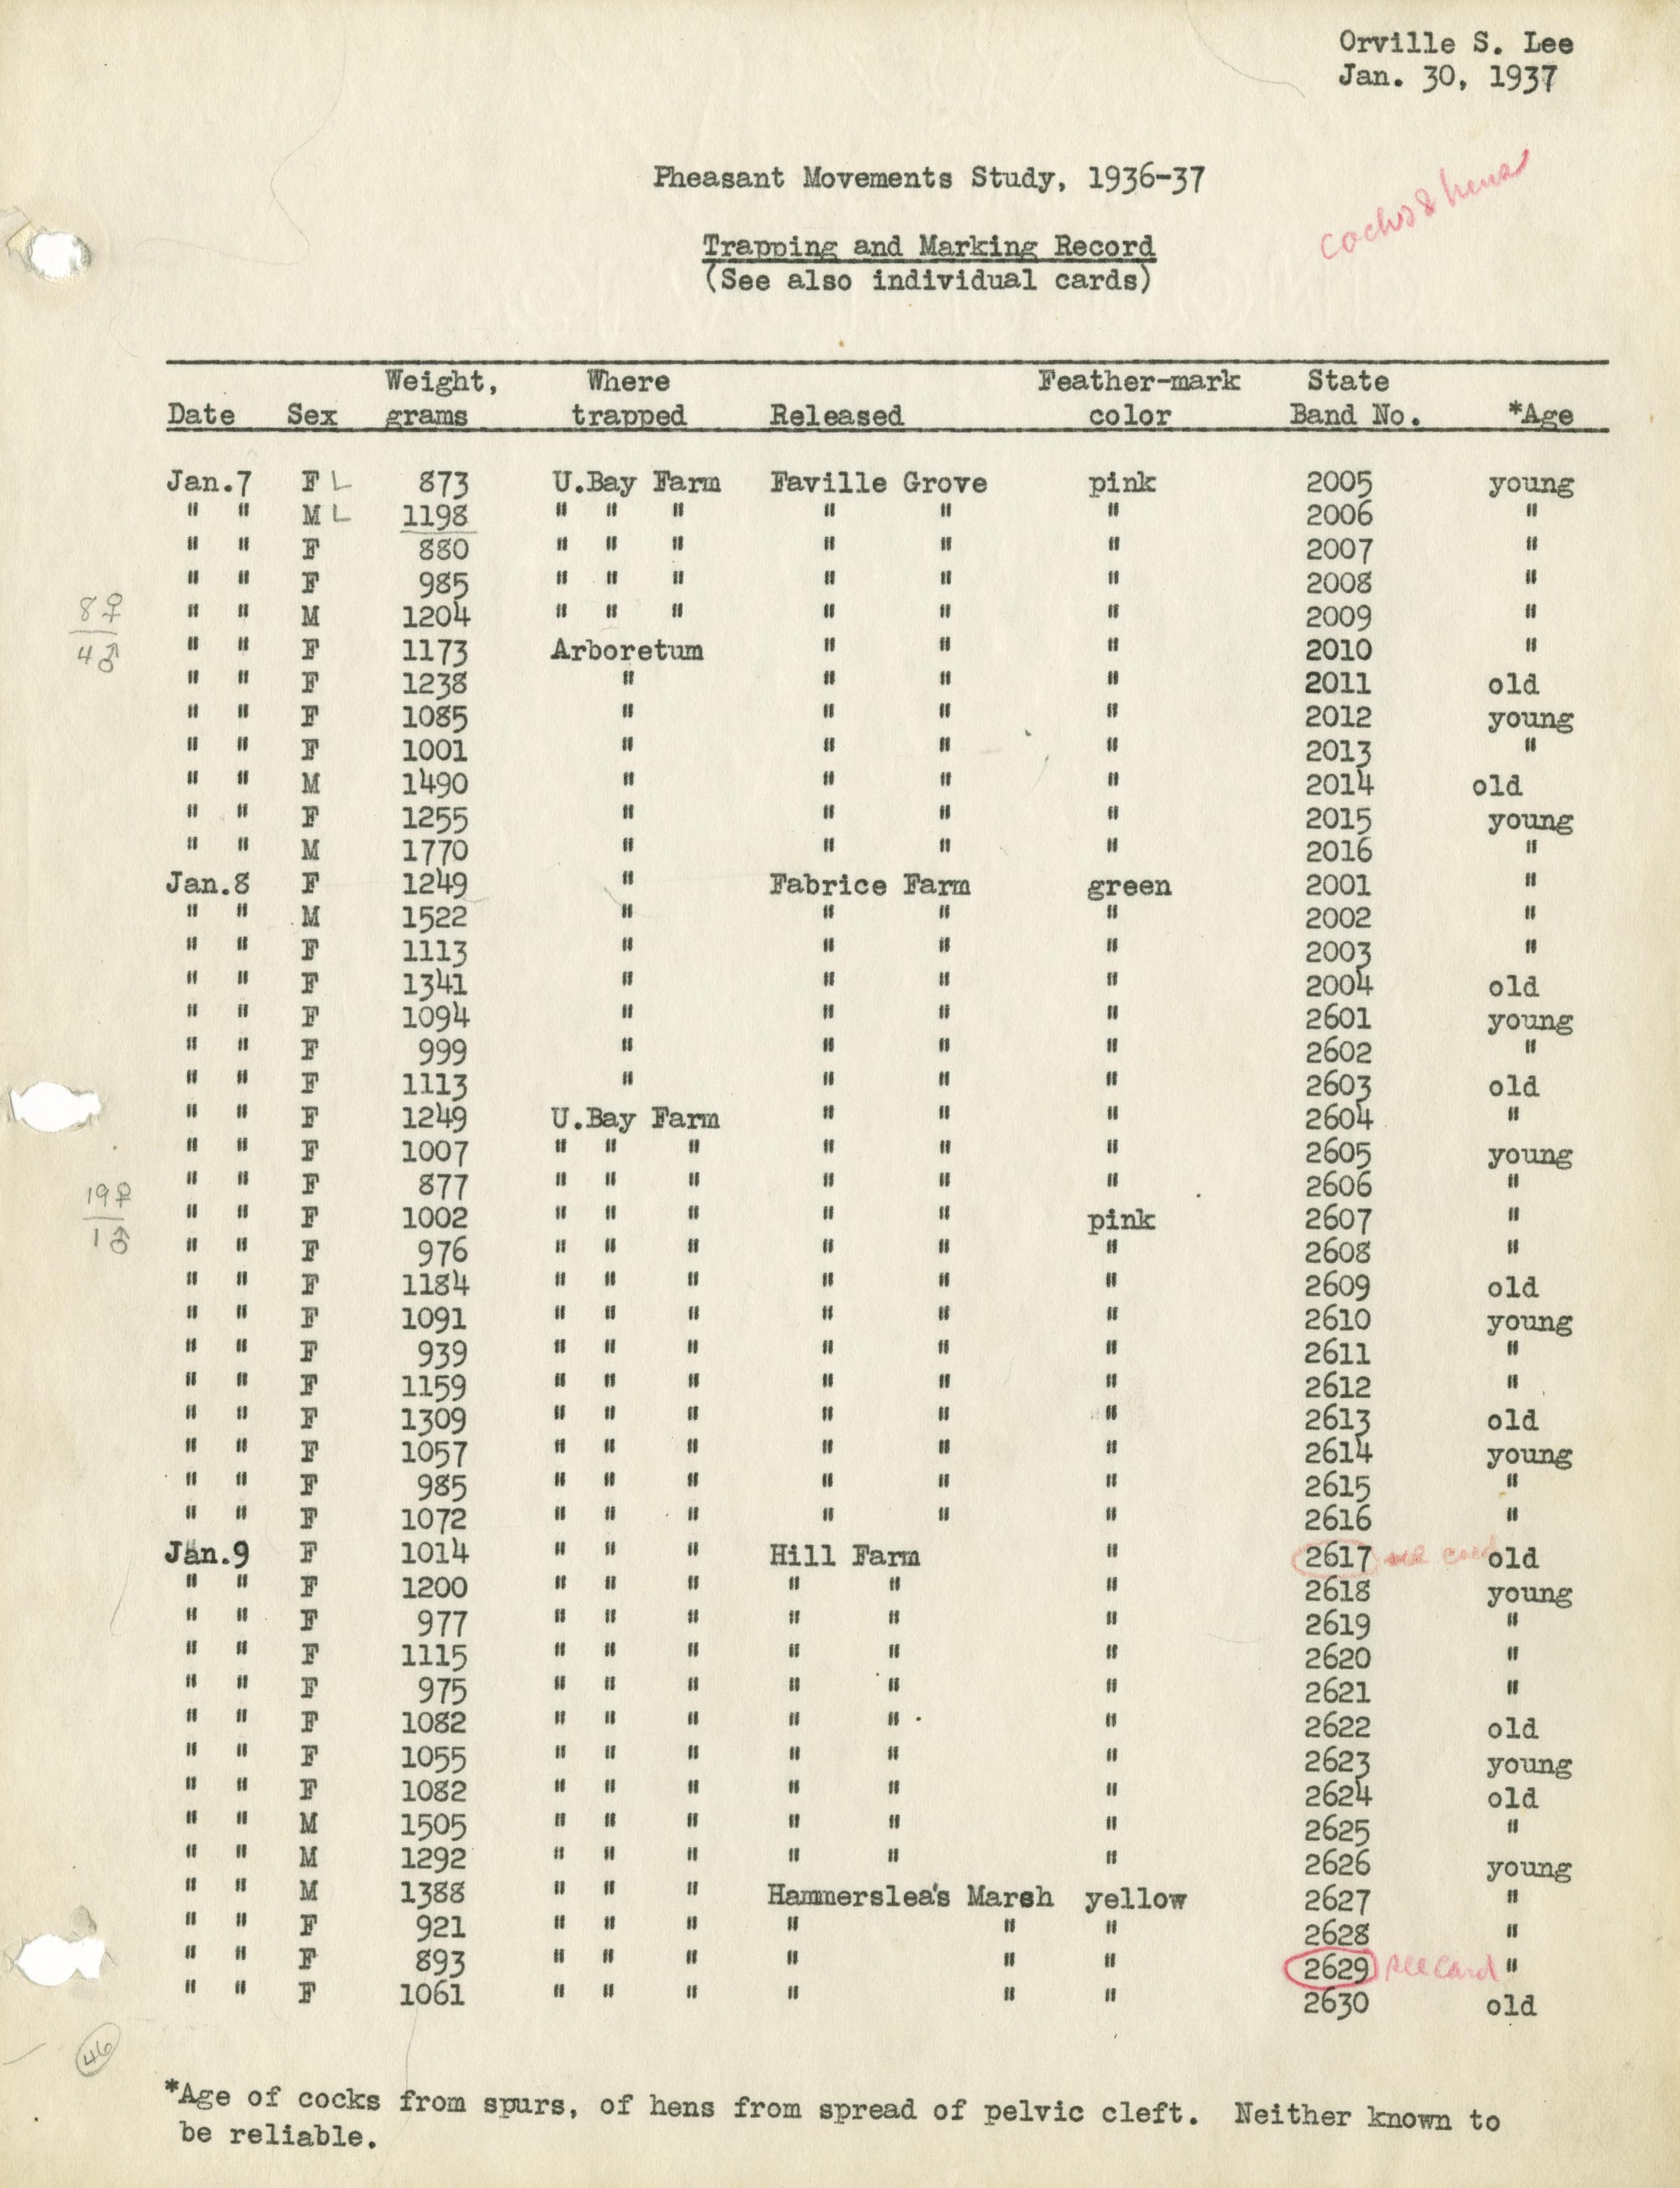 Orville S. Lee
Jan. 30, 1937
Pheasant Movements Study, 1936-37
cocks & hens
Trapping and Marking Record
(See also individual cards)
Weight, Where Feather-mark State
Date Sex grams trapped Released color Band No. *Age
Jan.7 F L 873 U.Bay Farm Faville Grove pink 2005 young
" " M L 1198 " " " " " " 2006 "
" " F 880 " " " " " " 2007 "
" " F 985 " " " " " " 2008 "
8♀
" " M 1204 " " " " " " 2009 "
4♂ " " F 1173 Arboretum " " " 2010 "
" " F 1238 " " " " 2011 old
" " F 1085 " " " " 2012 young
" " F 1001 " " " " 2013 "
" " M 1490 " " " " 2014 old
" " F 1255 " " " " 2015 young
" " M 1770 " " " " 2016 "
Jan.8 F 1249 " Fabrice Farm green 2001 "
" " M 1522 " " " " 2002 "
" " F 1113 " " " " 2003 "
" " F 1341 " " " " 2004 old
" " F 1094 " " " " 2601 young
" " F 999 " " " " 2602 "
" " F 1113 " " " " 2603 old
" " F 1249 U.Bay Farm " " " 2604 "
" " F 1007 " " " " " " 2605 young
" " F 877 " " " " " " 2606 "
19♀
" " F 1002 " " " " " pink 2607 "
1♂ " " F 976 " " " " " " 2608 "
" " F 1184 " " " " " " 2609 old
" " F 1091 " " " " " " 2610 young
" " F 939 " " " " " " 2611 "
" " F 1159 " " " " " " 2612 "
" " F 1309 " " " " " " 2613 old
" " F 1057 " " " " " " 2614 young
" " F 985 " " " " " " 2615 "
" " F 1072 " " " " " " 2616 "
Jan.9 F 1014 " " " Hill Farm " 2617 see card old
" " F 1200 " " " " " " 2618 young
" " F 977 " " " " " " 2619 "
" " F 1115 " " " " " " 2620 "
" " F 975 " " " " " " 2621 "
" " F 1082 " " " " " " 2622 old
" " F 1055 " " " " " " 2623 young
" " F 1082 " " " " " " 2624 old
" " M 1505 " " " " " " 2625 "
" " M 1292 " " " " " " 2626 young
" " M 1388 " " " Hammerslea's Marsh yellow 2627 "
" " F 921 " " " " " " 2628 "
" " F 893 " " " " " " 2629 see card "
" " F 1061 " " " " " " 2630 old
46
*Age of cocks from spurs, of hens from spread of pelvic cleft. Neither known to
be reliable.